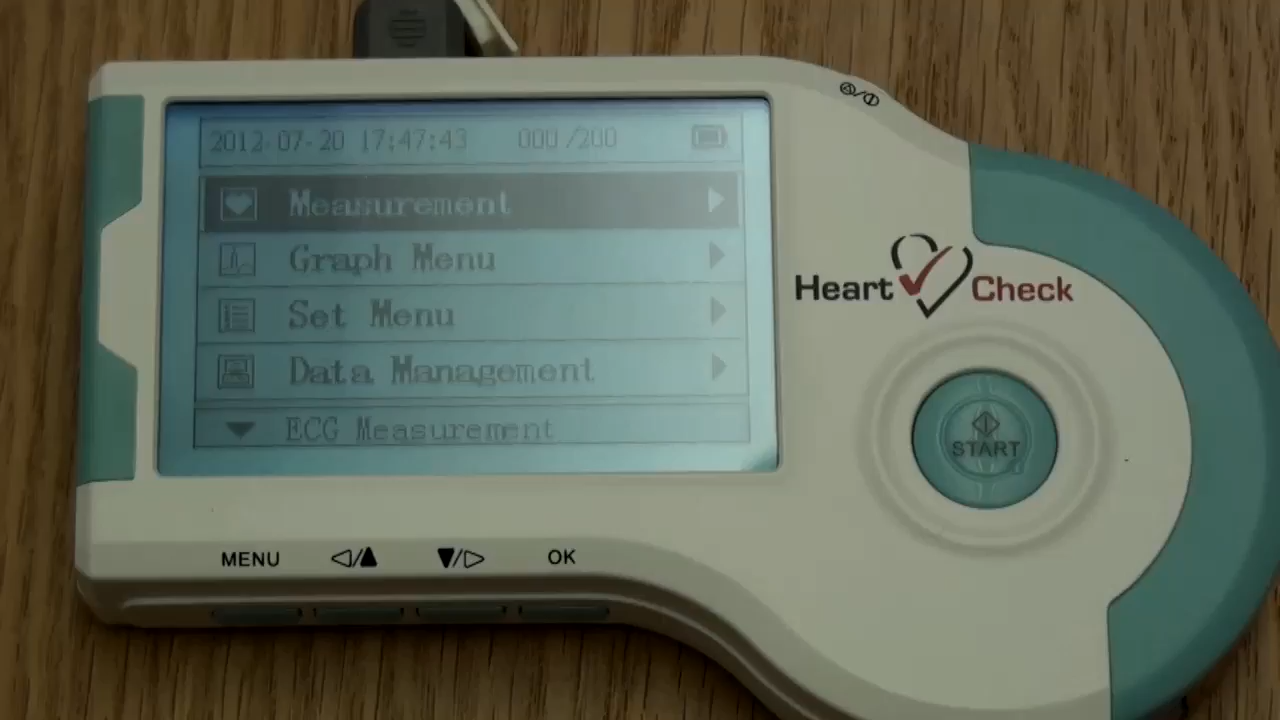 2012-07-20 17:47:43 000/200
Measurement
Graph Menu
Set Menu
Data Management
ECG Measurement
Heart Check
START
MENU OK